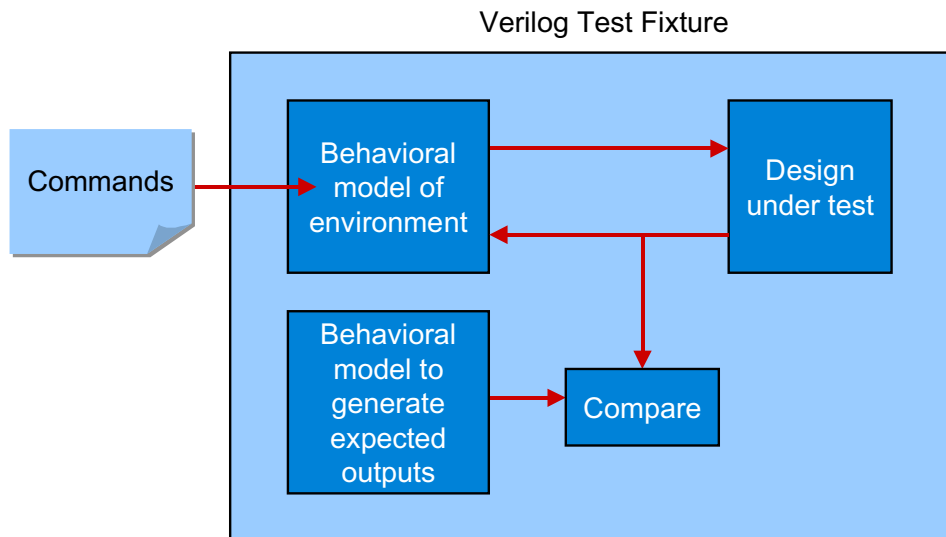 Verilog Test Fixture
Commands
Behavioral
model of
environment
Design
under test
Behavioral
model to
generate
expected
outputs
Compare